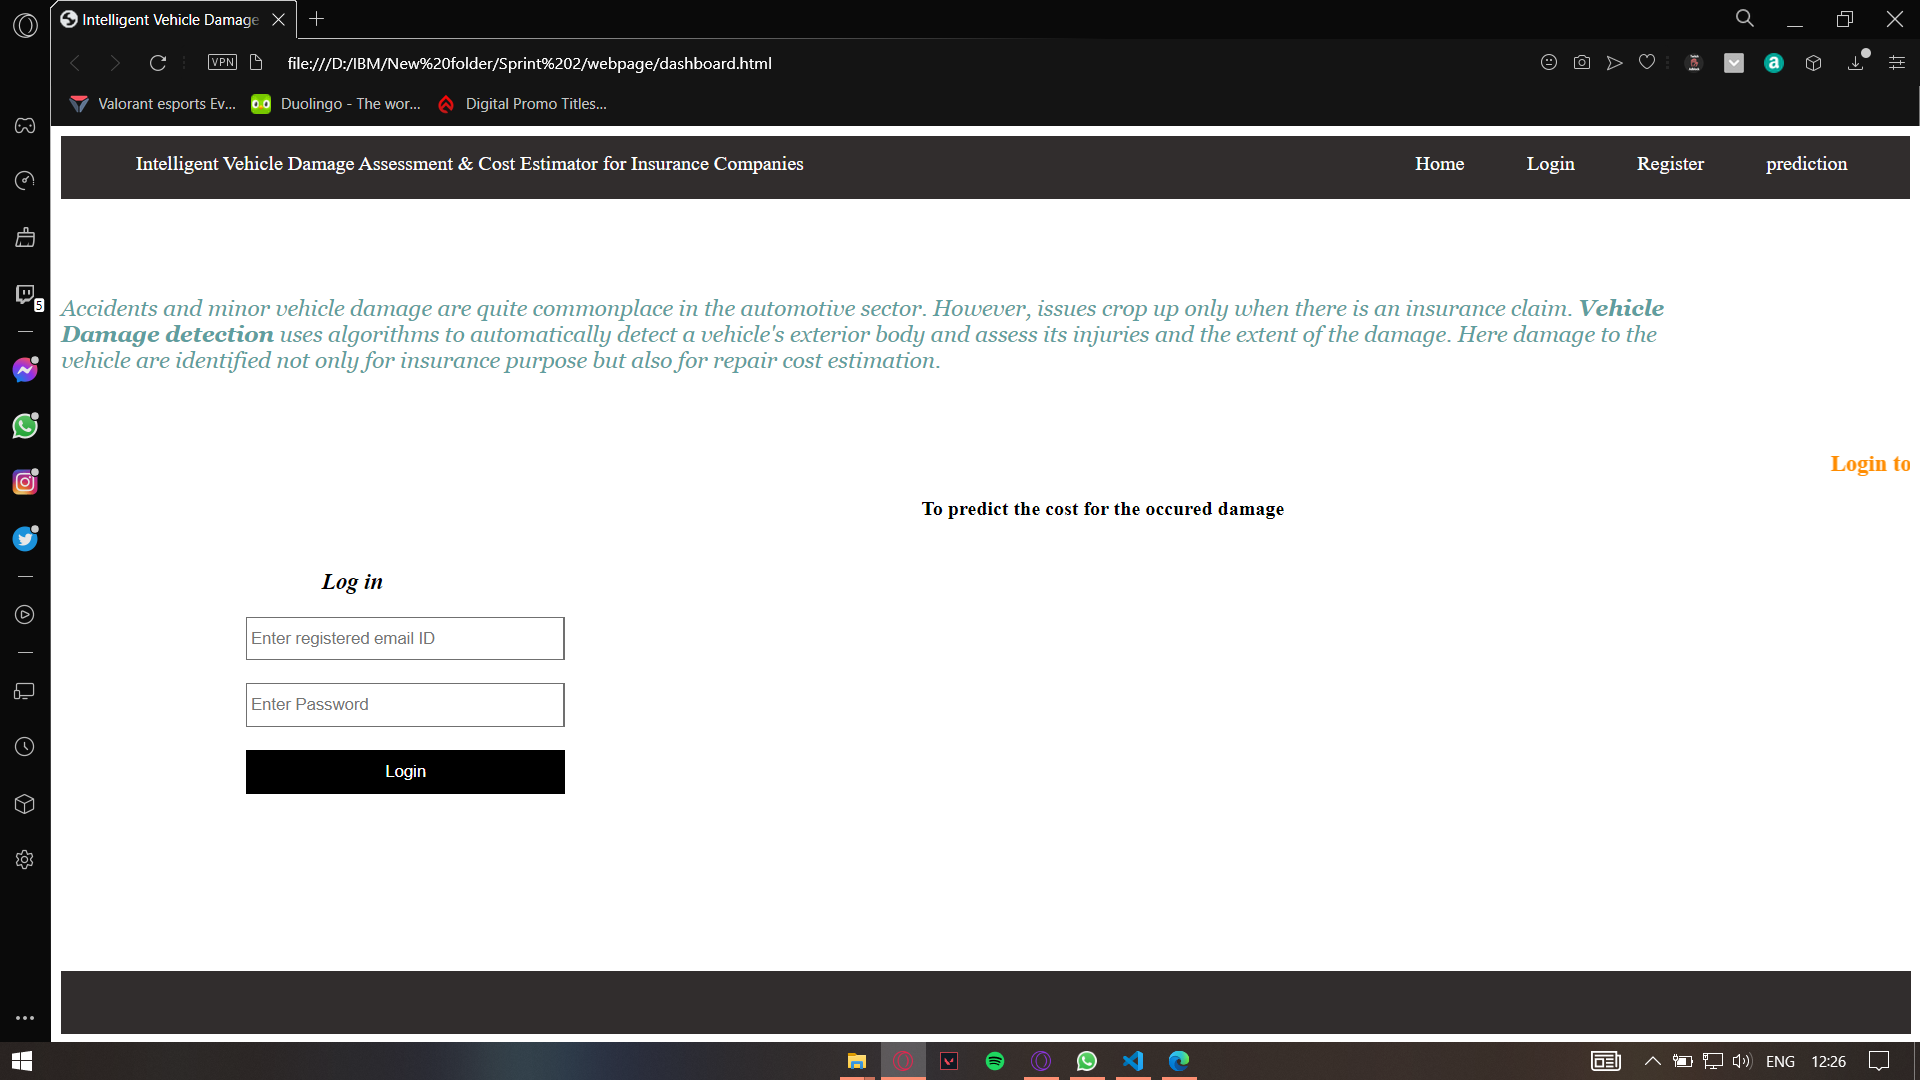 Intelligent Vehicle Damage
VPN
file:///D:/IBM/New%20folder/Sprint%202/webpage/dashboard.html
Valorant esports Ev...
Duolingo - The wor...
Digital Promo Titles...
Intelligent Vehicle Damage Assessment & Cost Estimator for Insurance Companies
Home
Login
Register
prediction
5
Accidents and minor vehicle damage are quite commonplace in the automotive sector. However, issues crop up only when there is an insurance claim. Vehicle
Damage detection uses algorithms to automatically detect a vehicle's exterior body and assess its injuries and the extent of the damage. Here damage to the
vehicle are identified not only for insurance purpose but also for repair cost estimation.
Login to
To predict the cost for the occured damage
Log in
Enter registered email ID
Enter Password
Login
ENG
12:26